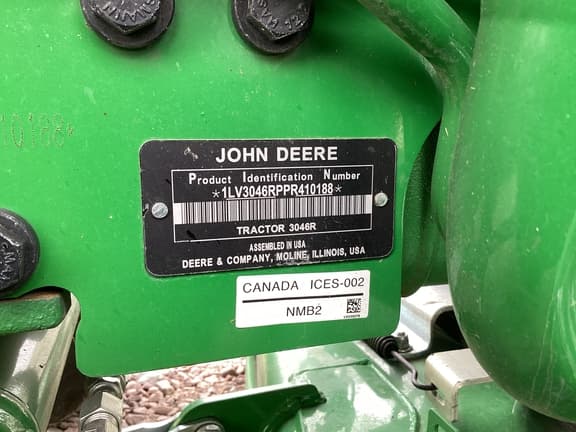 10188*
JOHN DEERE
Product Identification Number
*1LV3046RPPR410188*
TRACTOR 3046R
ASSEMBLED IN USA
DEERE & COMPANY, MOLINE, ILLINOIS, USA
CANADA ICES-002
NMB2